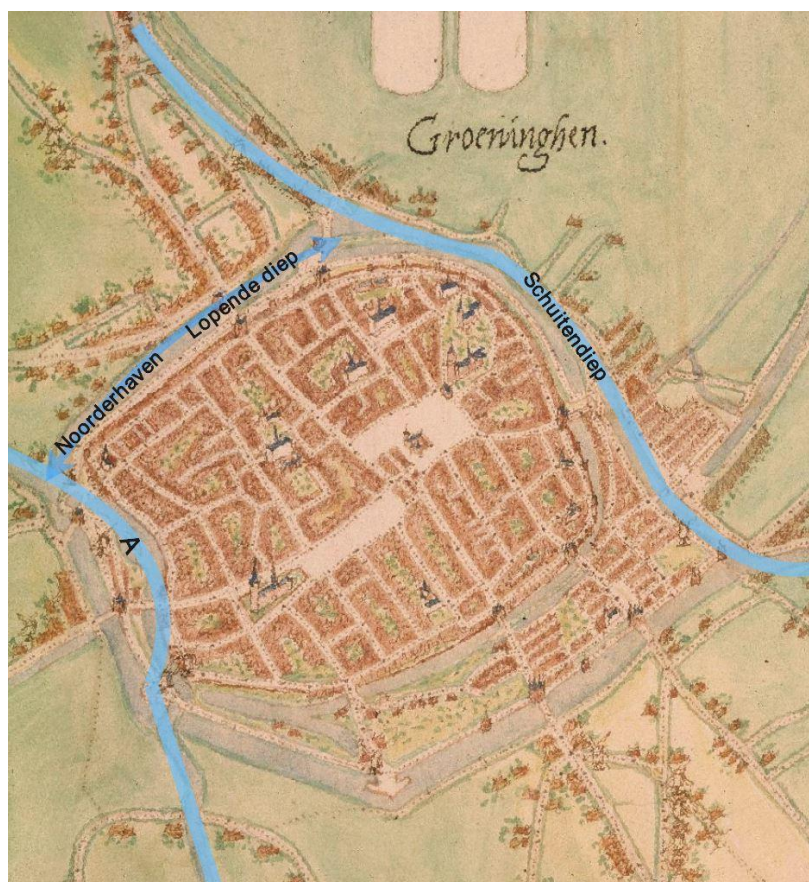 Groeninghen.
Schuitendiep
Lopende diep
Noorderhaven
A